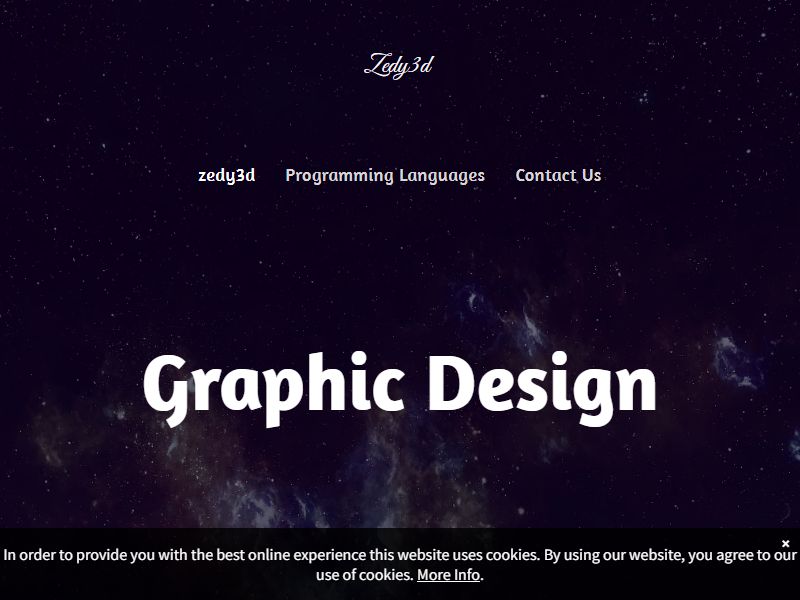 Zedy3d
zedy3d Programming Languages Contact Us
Graphic Design
×
In order to provide you with the best online experience this website uses cookies. By using our website, you agree to our
use of cookies. More Info.